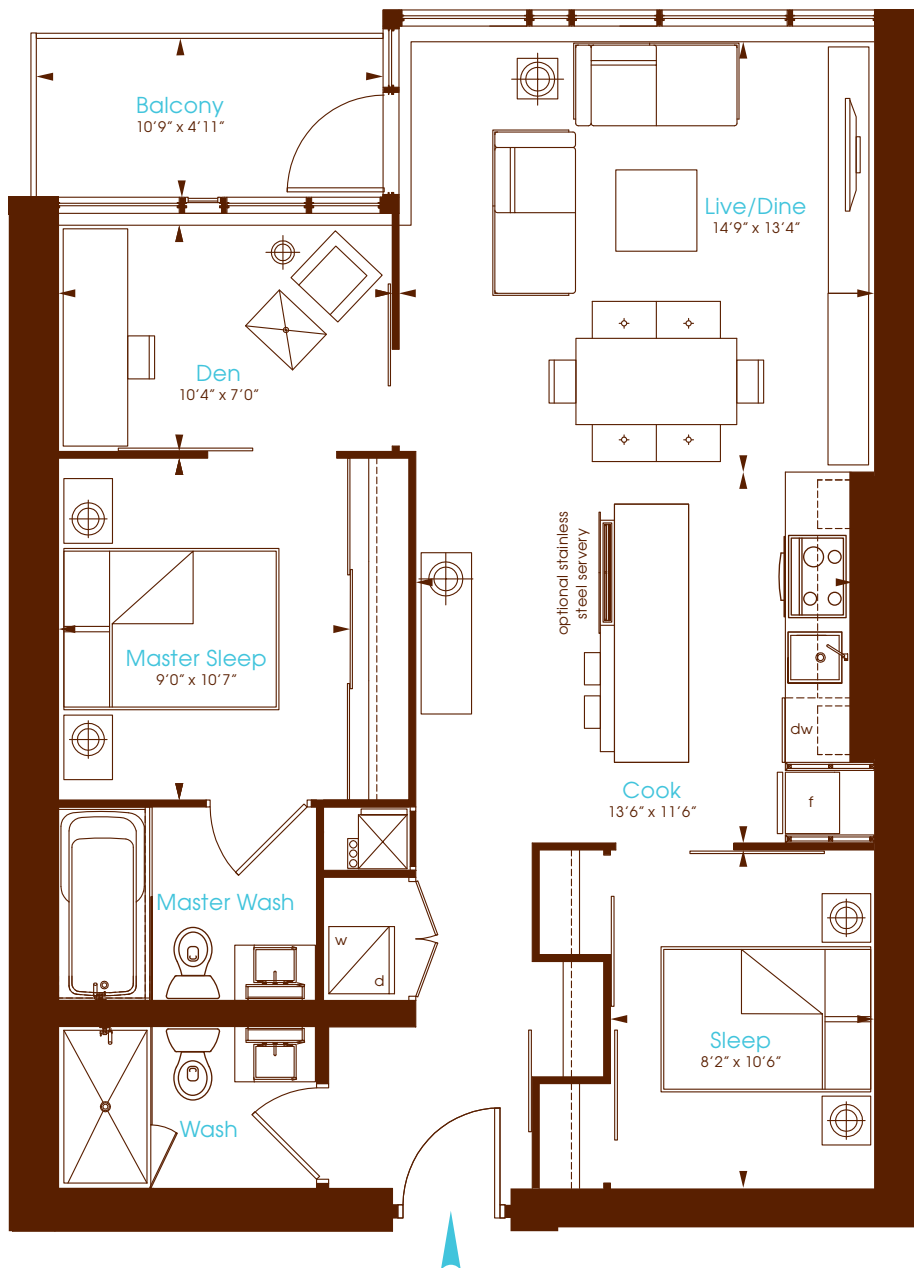 Balcony
10'9" x 4'11"
Live/Dine
14'9" x 13'4"
Den
10'4" x 7'0"
optional stainless
steel servery
Master Sleep
9'0" x 10'7"
dw
Cook
13'6" x 11'6"
f
Master Wash
w
d
Sleep
8'2" x 10'6"
Wash